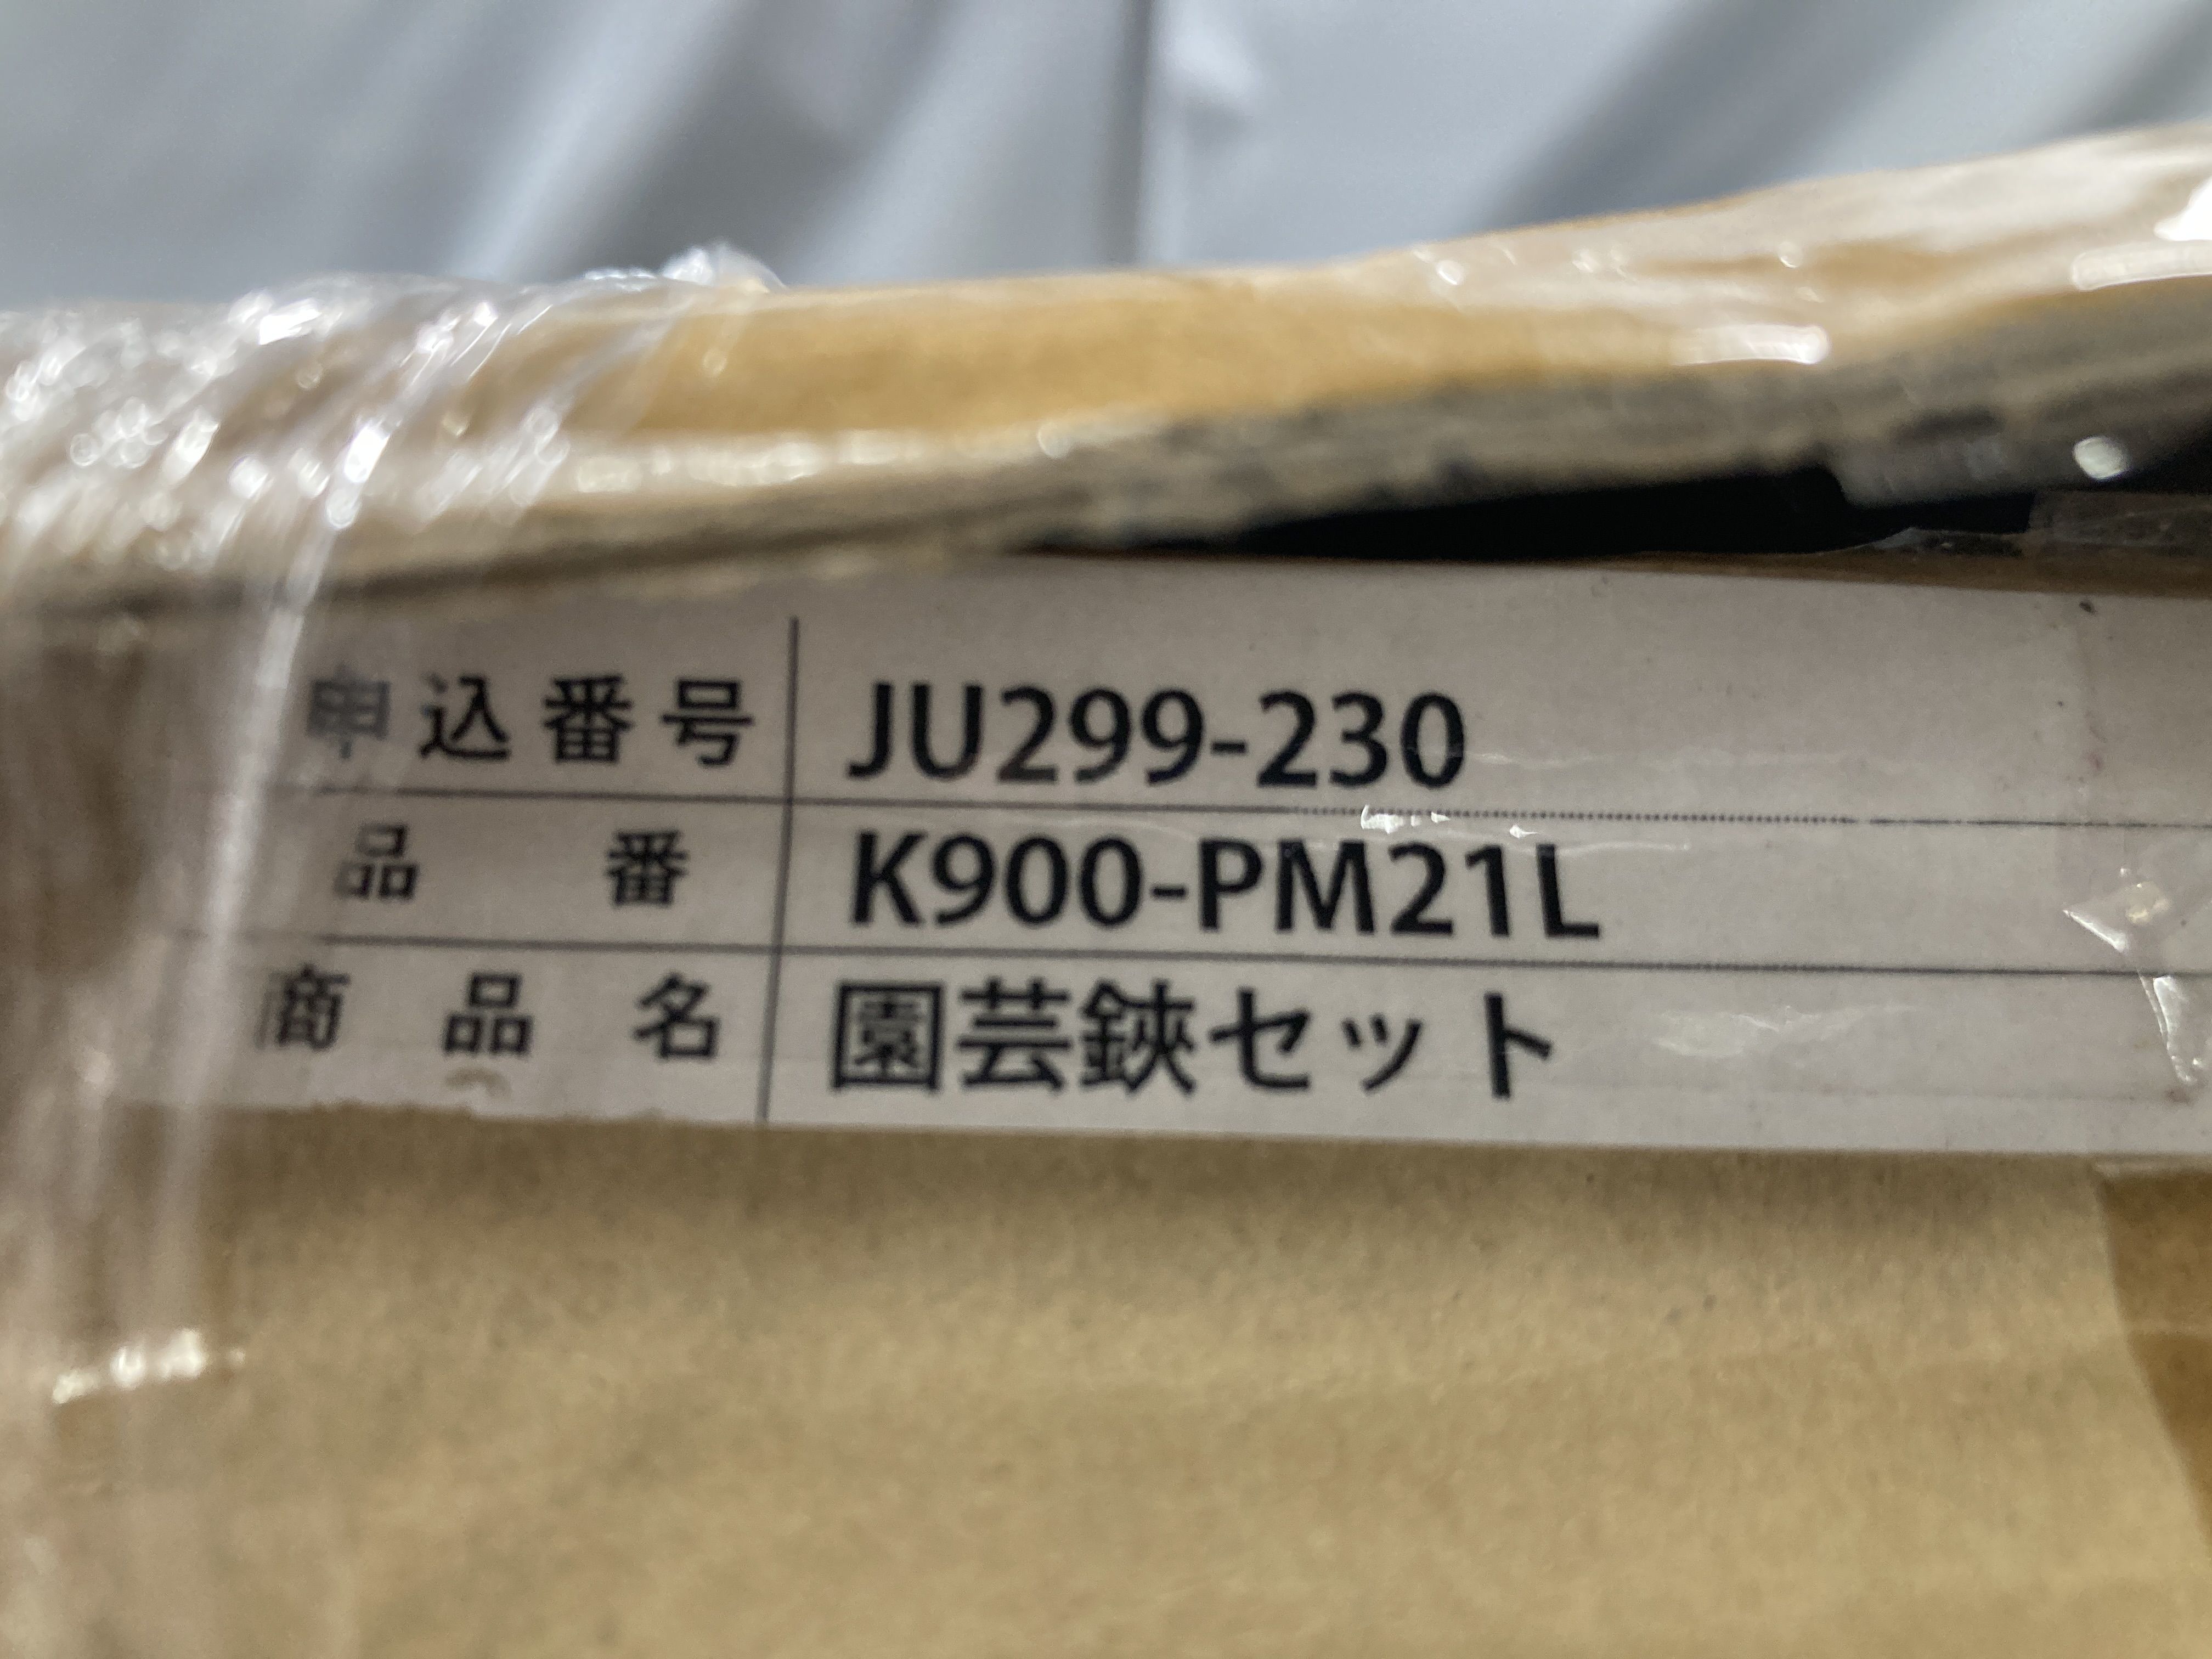 申込番号 JU299-230
品番 K900-PM21L
商品名 園芸鋏セット